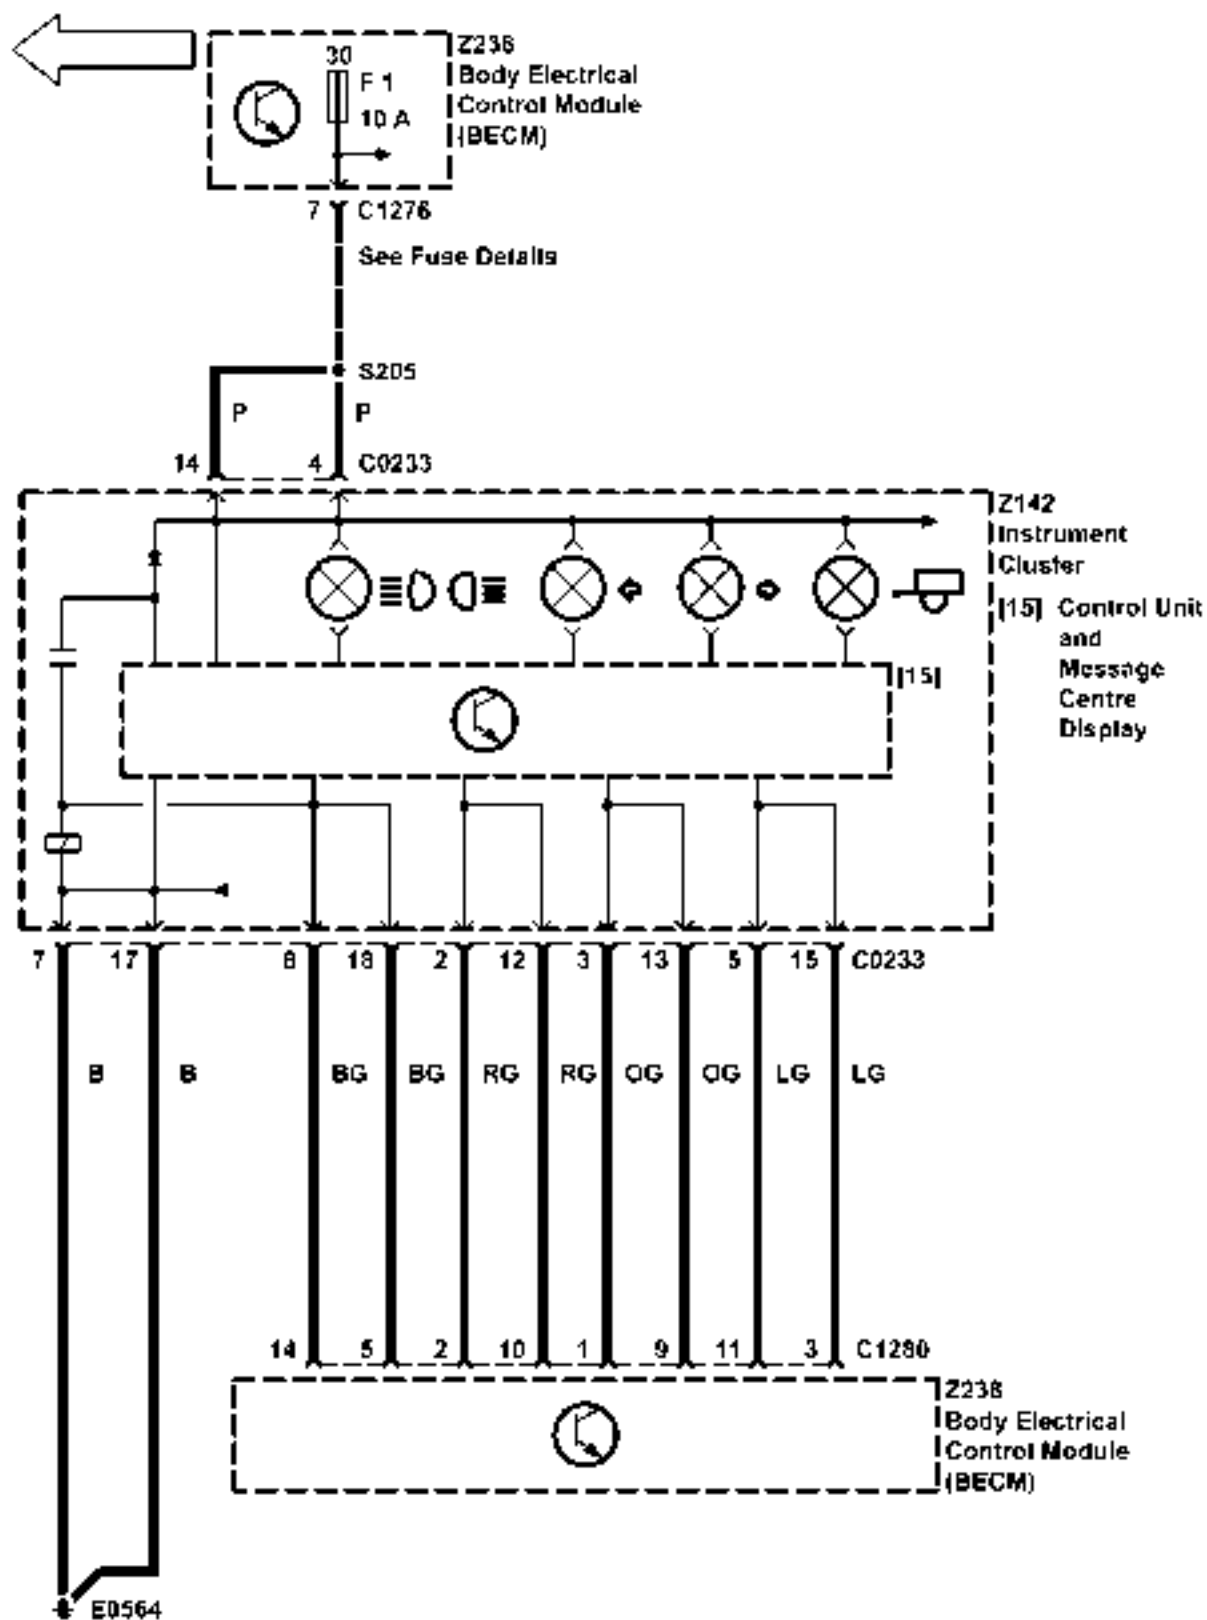 Z238
Body Electrical
Control Module
(BECM)
30
F 1
10 A
7
C1276
See Fuse Details
S205
P
P
14
4
C0233
Z142
Instrument
Cluster
[15] Control Unit
and
Message
Centre
Display
[15]
7 17 8 18 2 12 3 13 5 15 C0233
B B BG BG RG RG OG OG LG LG
14 5 2 10 1 9 11 3 C1280
Z238
Body Electrical
Control Module
(BECM)
E0564